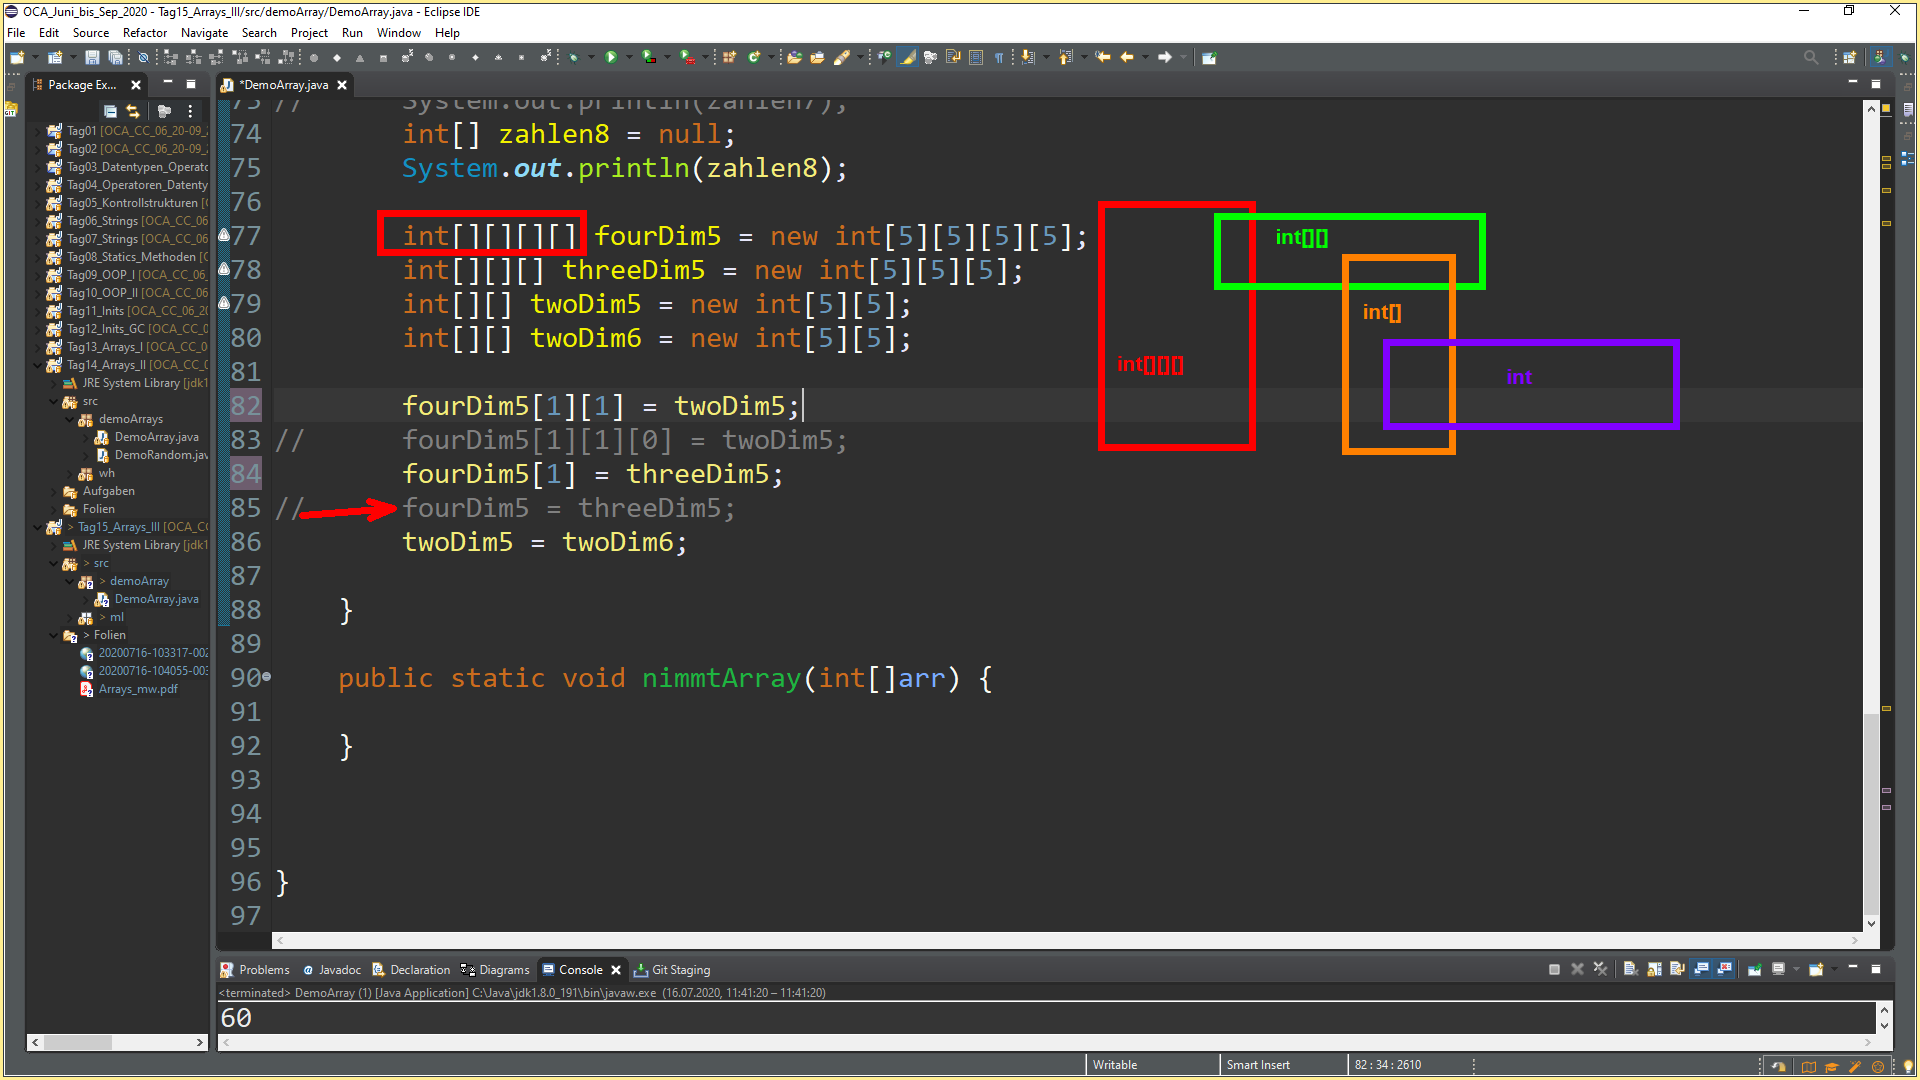 OCA_Juni_bis_Sep_2020 - Tag15_Arrays_III/src/demoArray/DemoArray.java - Eclipse IDE
File Edit Source Refactor Navigate Search Project Run Window Help
Package Ex...
Tag01 [OCA_CC_06_20-09_
Tag02 [OCA_CC_06_20-09_
Tag03_Datentypen_Operato
Tag04_Operatoren_Datenty
Tag05_Kontrollstrukturen [
Tag06_Strings [OCA_CC_06
Tag07_Strings [OCA_CC_06
Tag08_Statics_Methoden [
Tag09_OOP_I [OCA_CC_06_
Tag10_OOP_II [OCA_CC_06
Tag11_Inits [OCA_CC_06_20
Tag12_Inits_GC [OCA_CC_0
Tag13_Arrays_I [OCA_CC_0
Tag14_Arrays_II [OCA_CC_0
JRE System Library [jdk1
src
demoArrays
DemoArray.java
DemoRandom.jav
wh
Aufgaben
Folien
> Tag15_Arrays_III [OCA_C
JRE System Library [jdk1
> src
> demoArray
DemoArray.java
> ml
> Folien
20200716-103317-002
20200716-104055-003
Arrays_mw.pdf
*DemoArray.java
73 // System.out.println(zahlen7);
74 int[] zahlen8 = null;
75 System.out.println(zahlen8);
76
77 int[][][][] fourDim5 = new int[5][5][5][5];
78 int[][][] threeDim5 = new int[5][5][5];
79 int[][] twoDim5 = new int[5][5];
80 int[][] twoDim6 = new int[5][5];
81
82 fourDim5[1][1] = twoDim5;
83 // fourDim5[1][1][0] = twoDim5;
84 fourDim5[1] = threeDim5;
85 // fourDim5 = threeDim5;
86 twoDim5 = twoDim6;
87
88 }
89
90 public static void nimmtArray(int[]arr) {
91
92 }
93
94
95
96 }
97
int[][]
int[]
int[][][]
int
Problems Javadoc Declaration Diagrams Console Git Staging
<terminated> DemoArray (1) [Java Application] C:\Java\jdk1.8.0_191\bin\javaw.exe (16.07.2020, 11:41:20 – 11:41:20)
60
Writable Smart Insert 82 : 34 : 2610